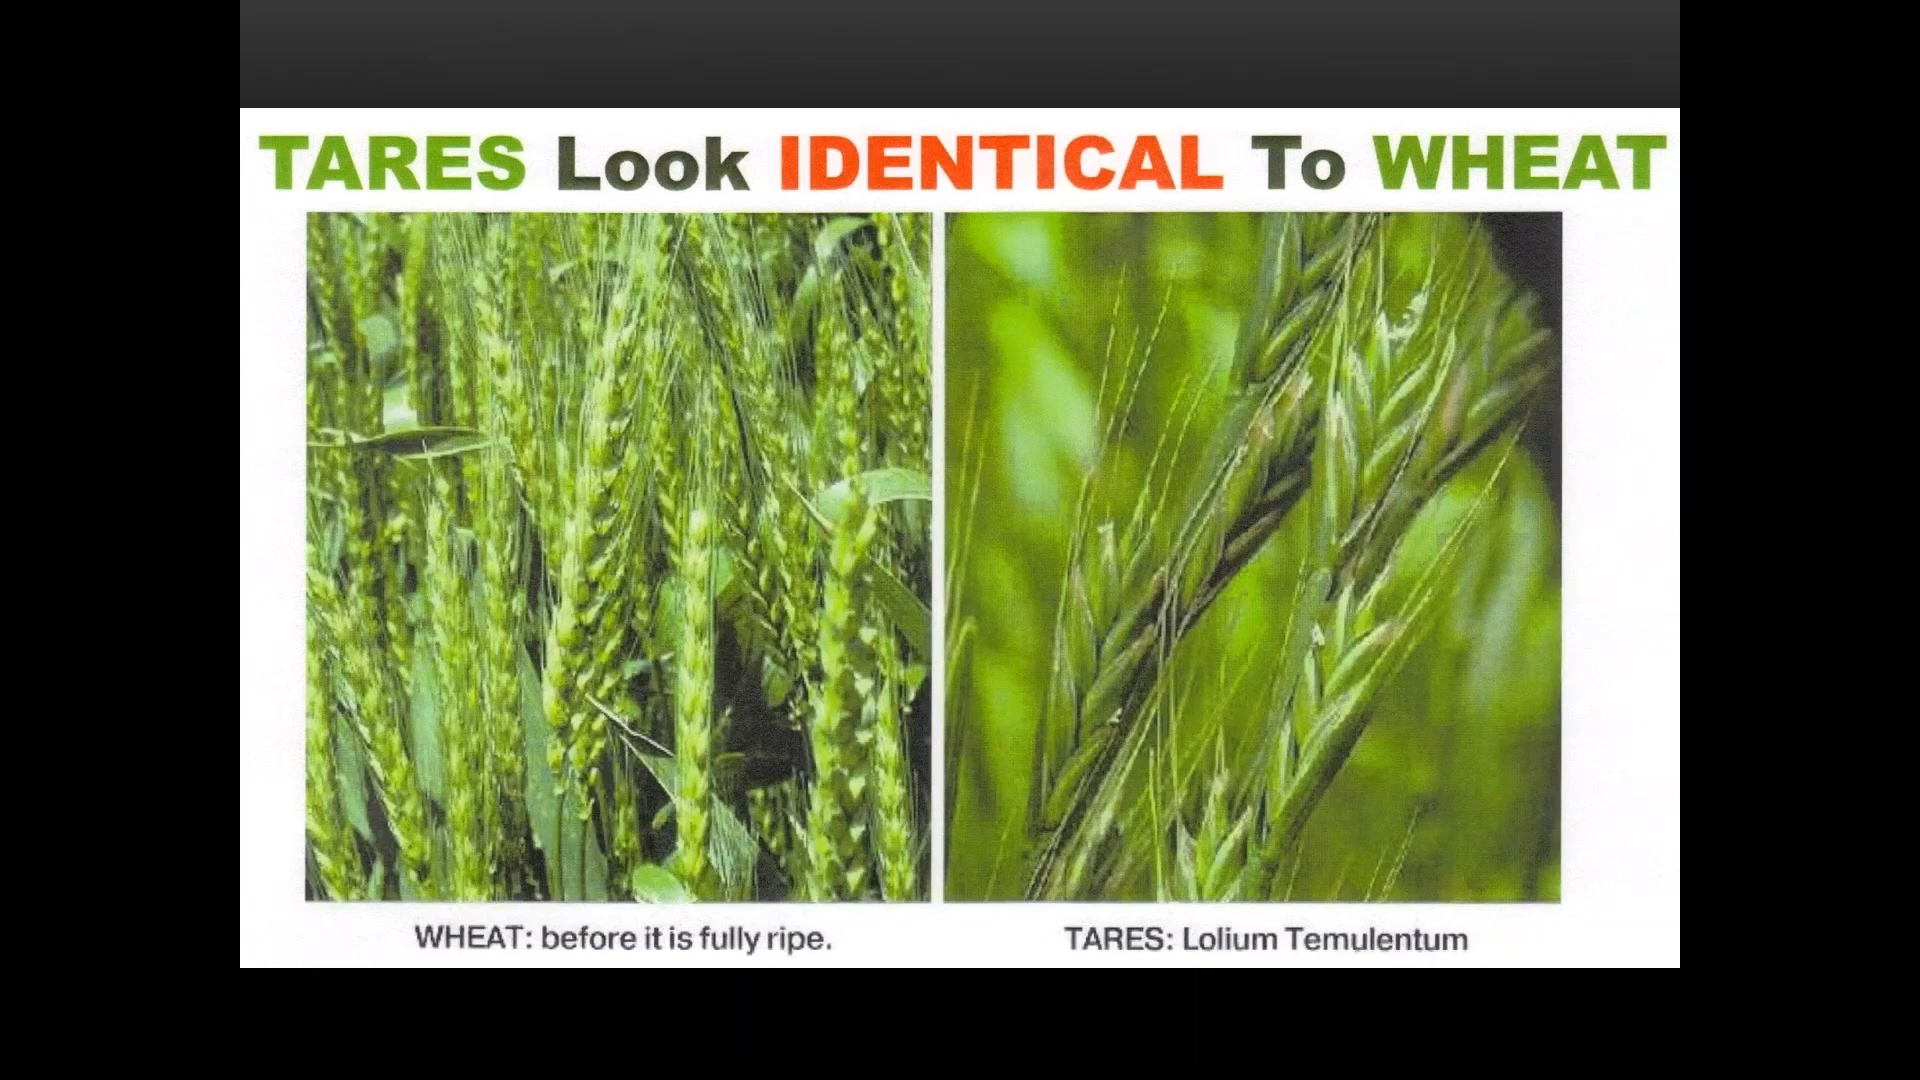 TARES Look IDENTICAL To WHEAT
WHEAT: before it is fully ripe.
TARES: Lolium Temulentum